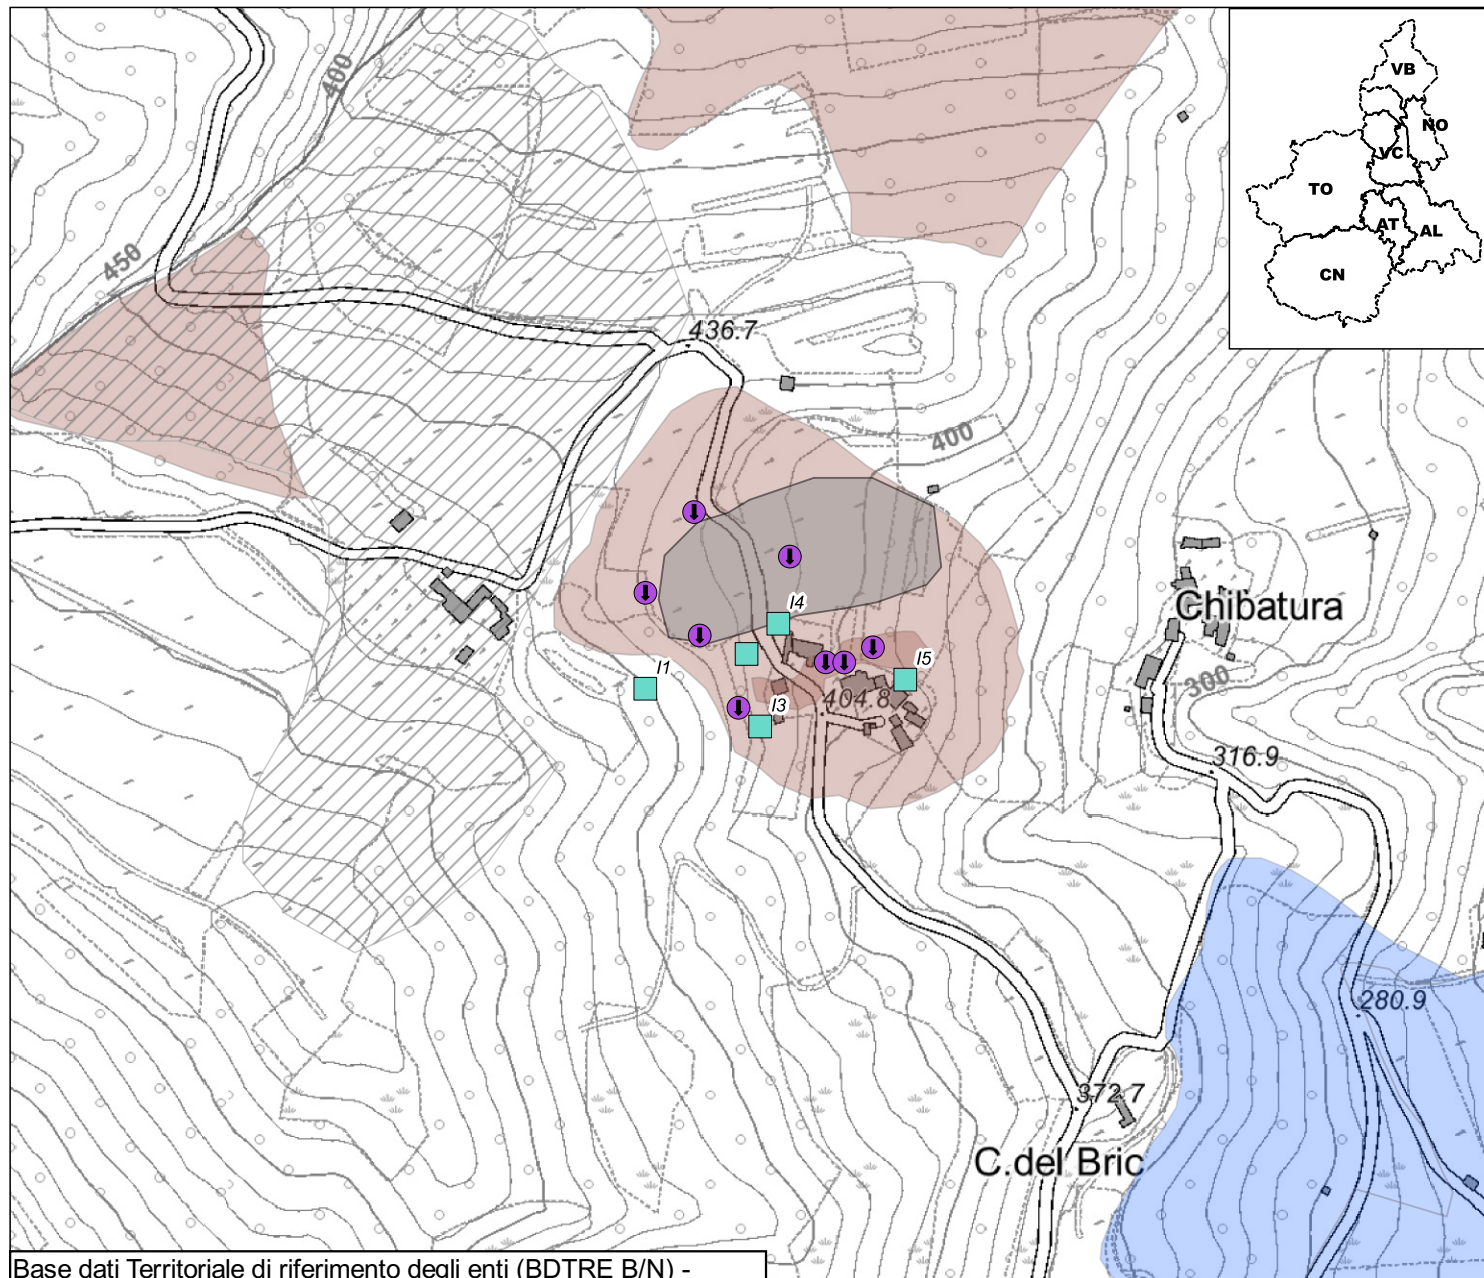 400
450
436.7
400
VB
NO
VC
TO
AT
AL
CN
I4
I1
I3
I5
404.8
Chibatura
300
316.9
280.9
372.7
C.del Bric
Base dati Territoriale di riferimento degli enti (BDTRE B/N) -